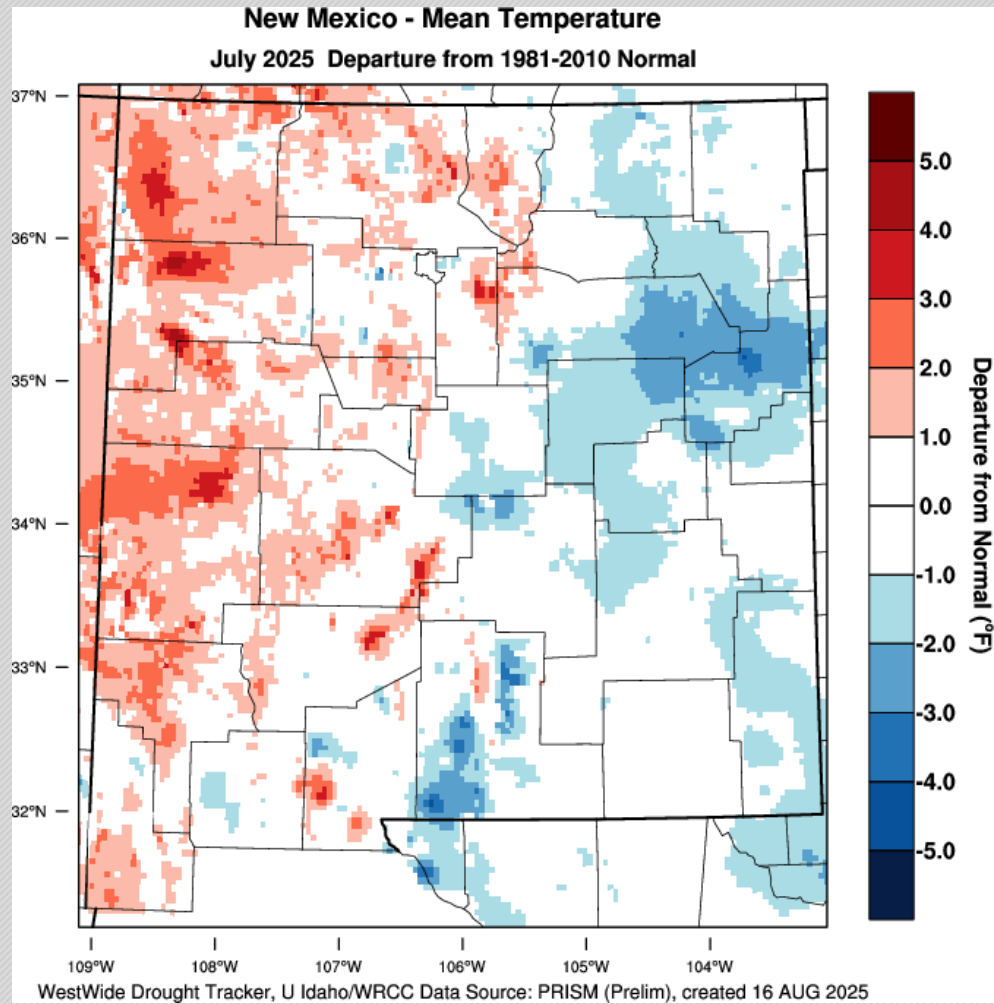 New Mexico - Mean Temperature
July 2025  Departure from 1981-2010 Normal
37°N
36°N
35°N
34°N
33°N
32°N
109°W
108°W
107°W
106°W
105°W
104°W
5.0
4.0
3.0
2.0
1.0
0.0
-1.0
-2.0
-3.0
-4.0
-5.0
Departure from Normal (°F)
WestWide Drought Tracker, U Idaho/WRCC Data Source: PRISM (Prelim), created 16 AUG 2025